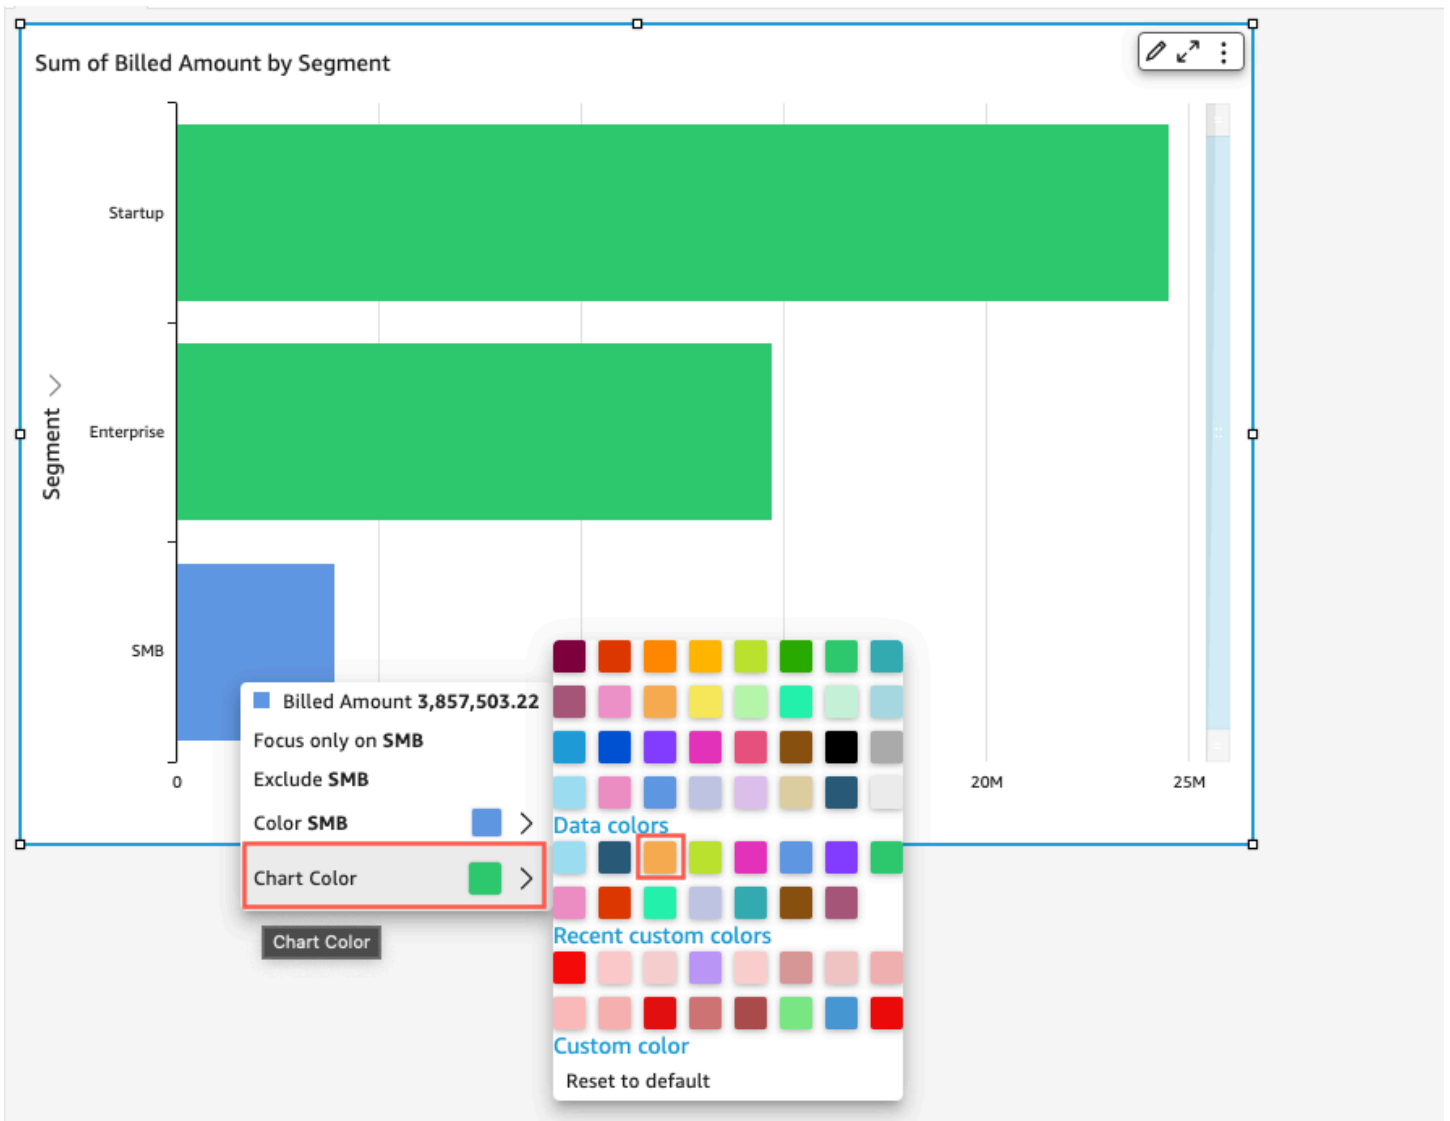 Sum of Billed Amount by Segment
Startup
Enterprise
SMB
Segment
0
20M
25M
Billed Amount 3,857,503.22
Focus only on SMB
Exclude SMB
Color SMB
Chart Color
Chart Color
Data colors
Recent custom colors
Custom color
Reset to default